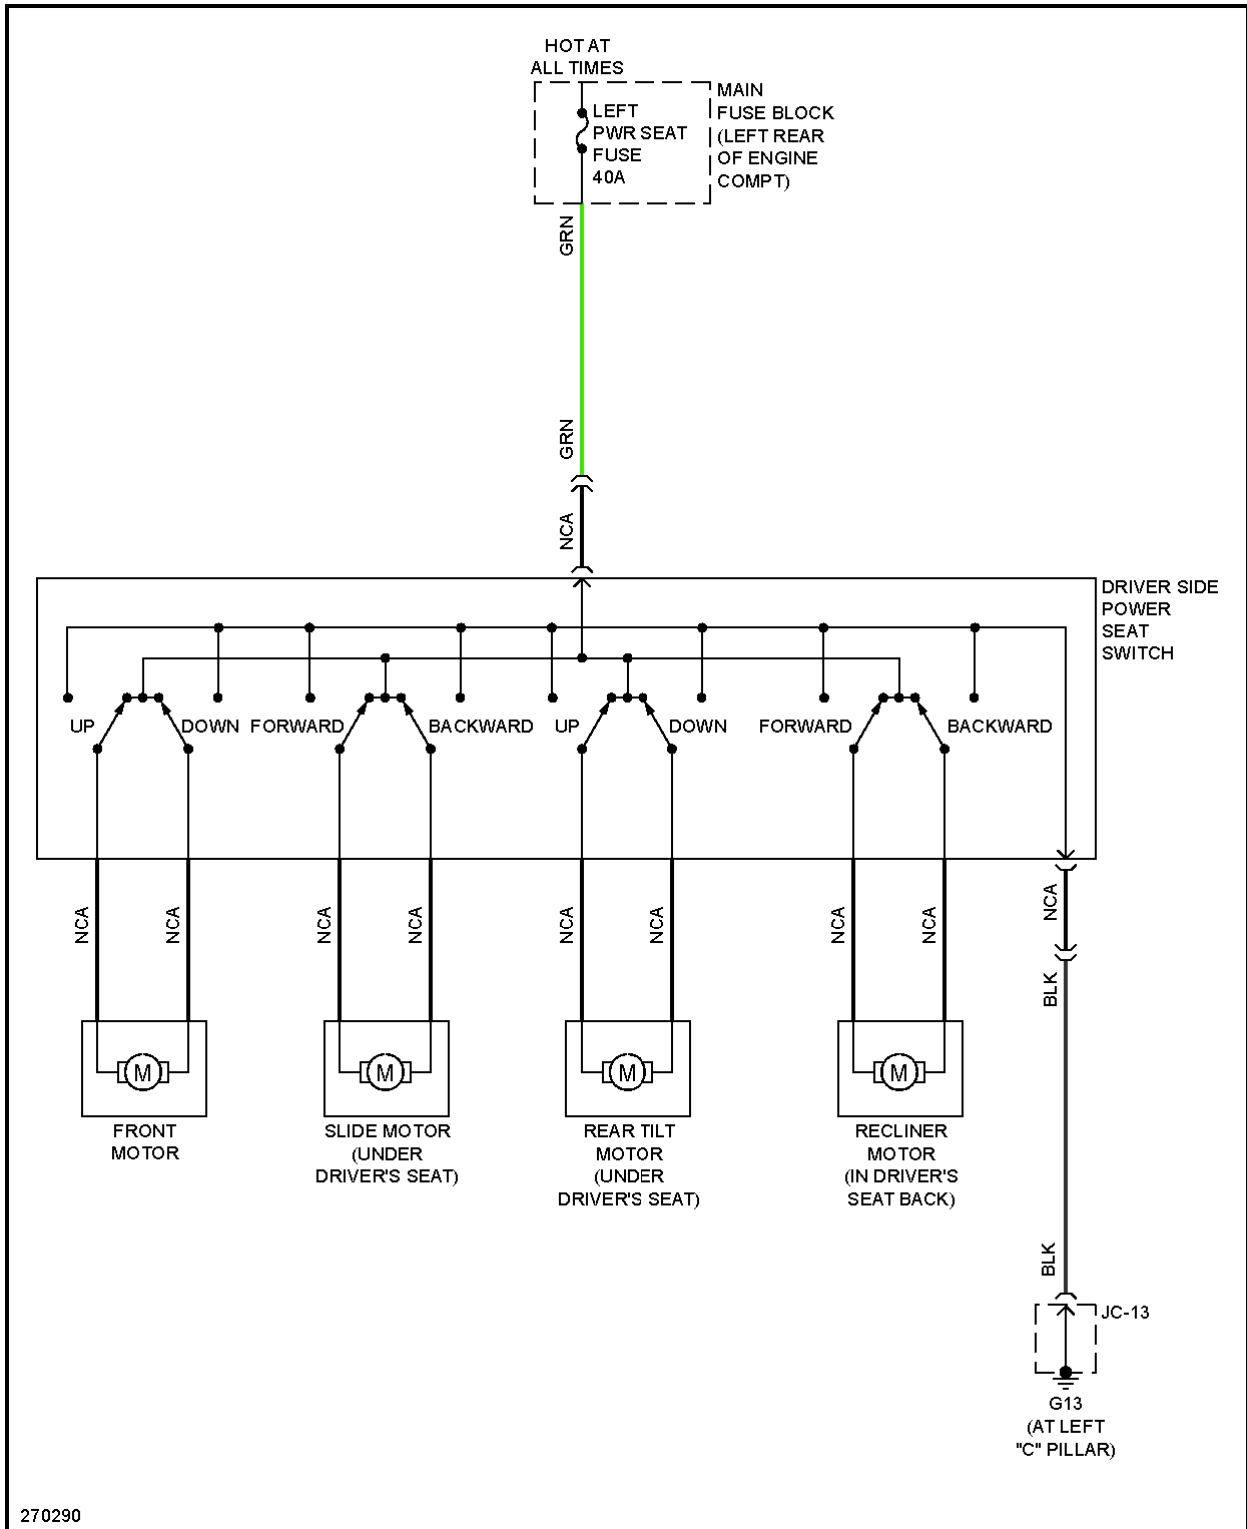 HOT AT
ALL TIMES
LEFT
PWR SEAT
FUSE
40A
MAIN
FUSE BLOCK
(LEFT REAR
OF ENGINE
COMPT)
GRN
GRN
NCA
DRIVER SIDE
POWER
SEAT
SWITCH
UP
DOWN
FORWARD
BACKWARD
UP
DOWN
FORWARD
BACKWARD
NCA
NCA
NCA
NCA
NCA
NCA
NCA
NCA
NCA
BLK
M
M
M
M
FRONT
MOTOR
SLIDE MOTOR
(UNDER
DRIVER'S SEAT)
REAR TILT
MOTOR
(UNDER
DRIVER'S SEAT)
RECLINER
MOTOR
(IN DRIVER'S
SEAT BACK)
BLK
JC-13
G13
(AT LEFT
"C" PILLAR)
270290